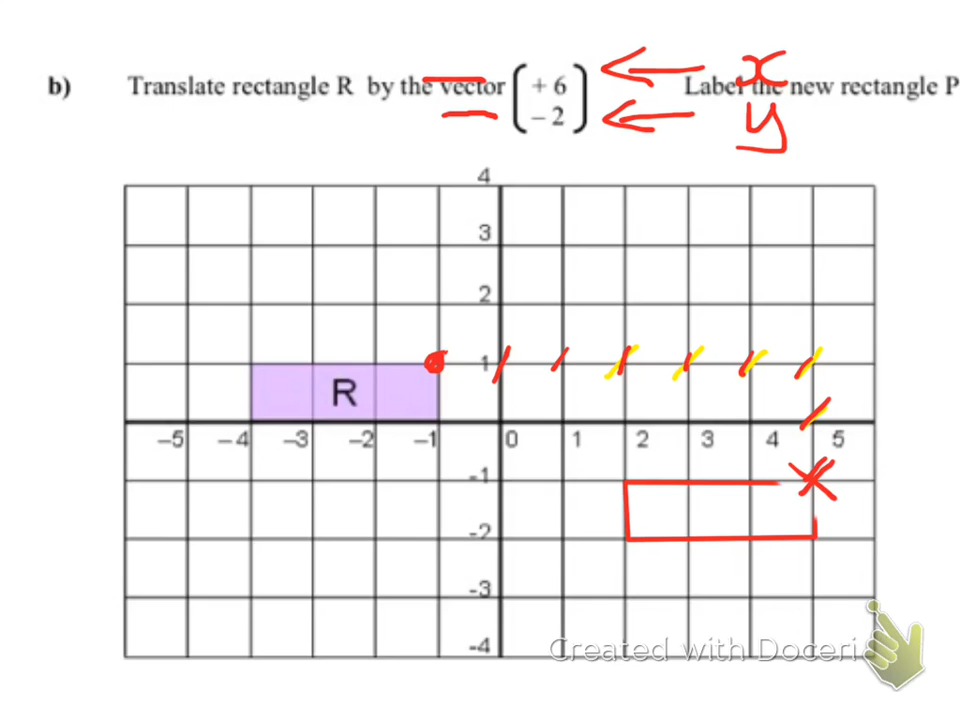 b) Translate rectangle R by the vector ( + 6 Label the new rectangle P
– 2 )
x
y
4
3
2
1
R
–5 –4 –3 –2 –1 0 1 2 3 4 5
-1
-2
-3
-4
Created with Doceri